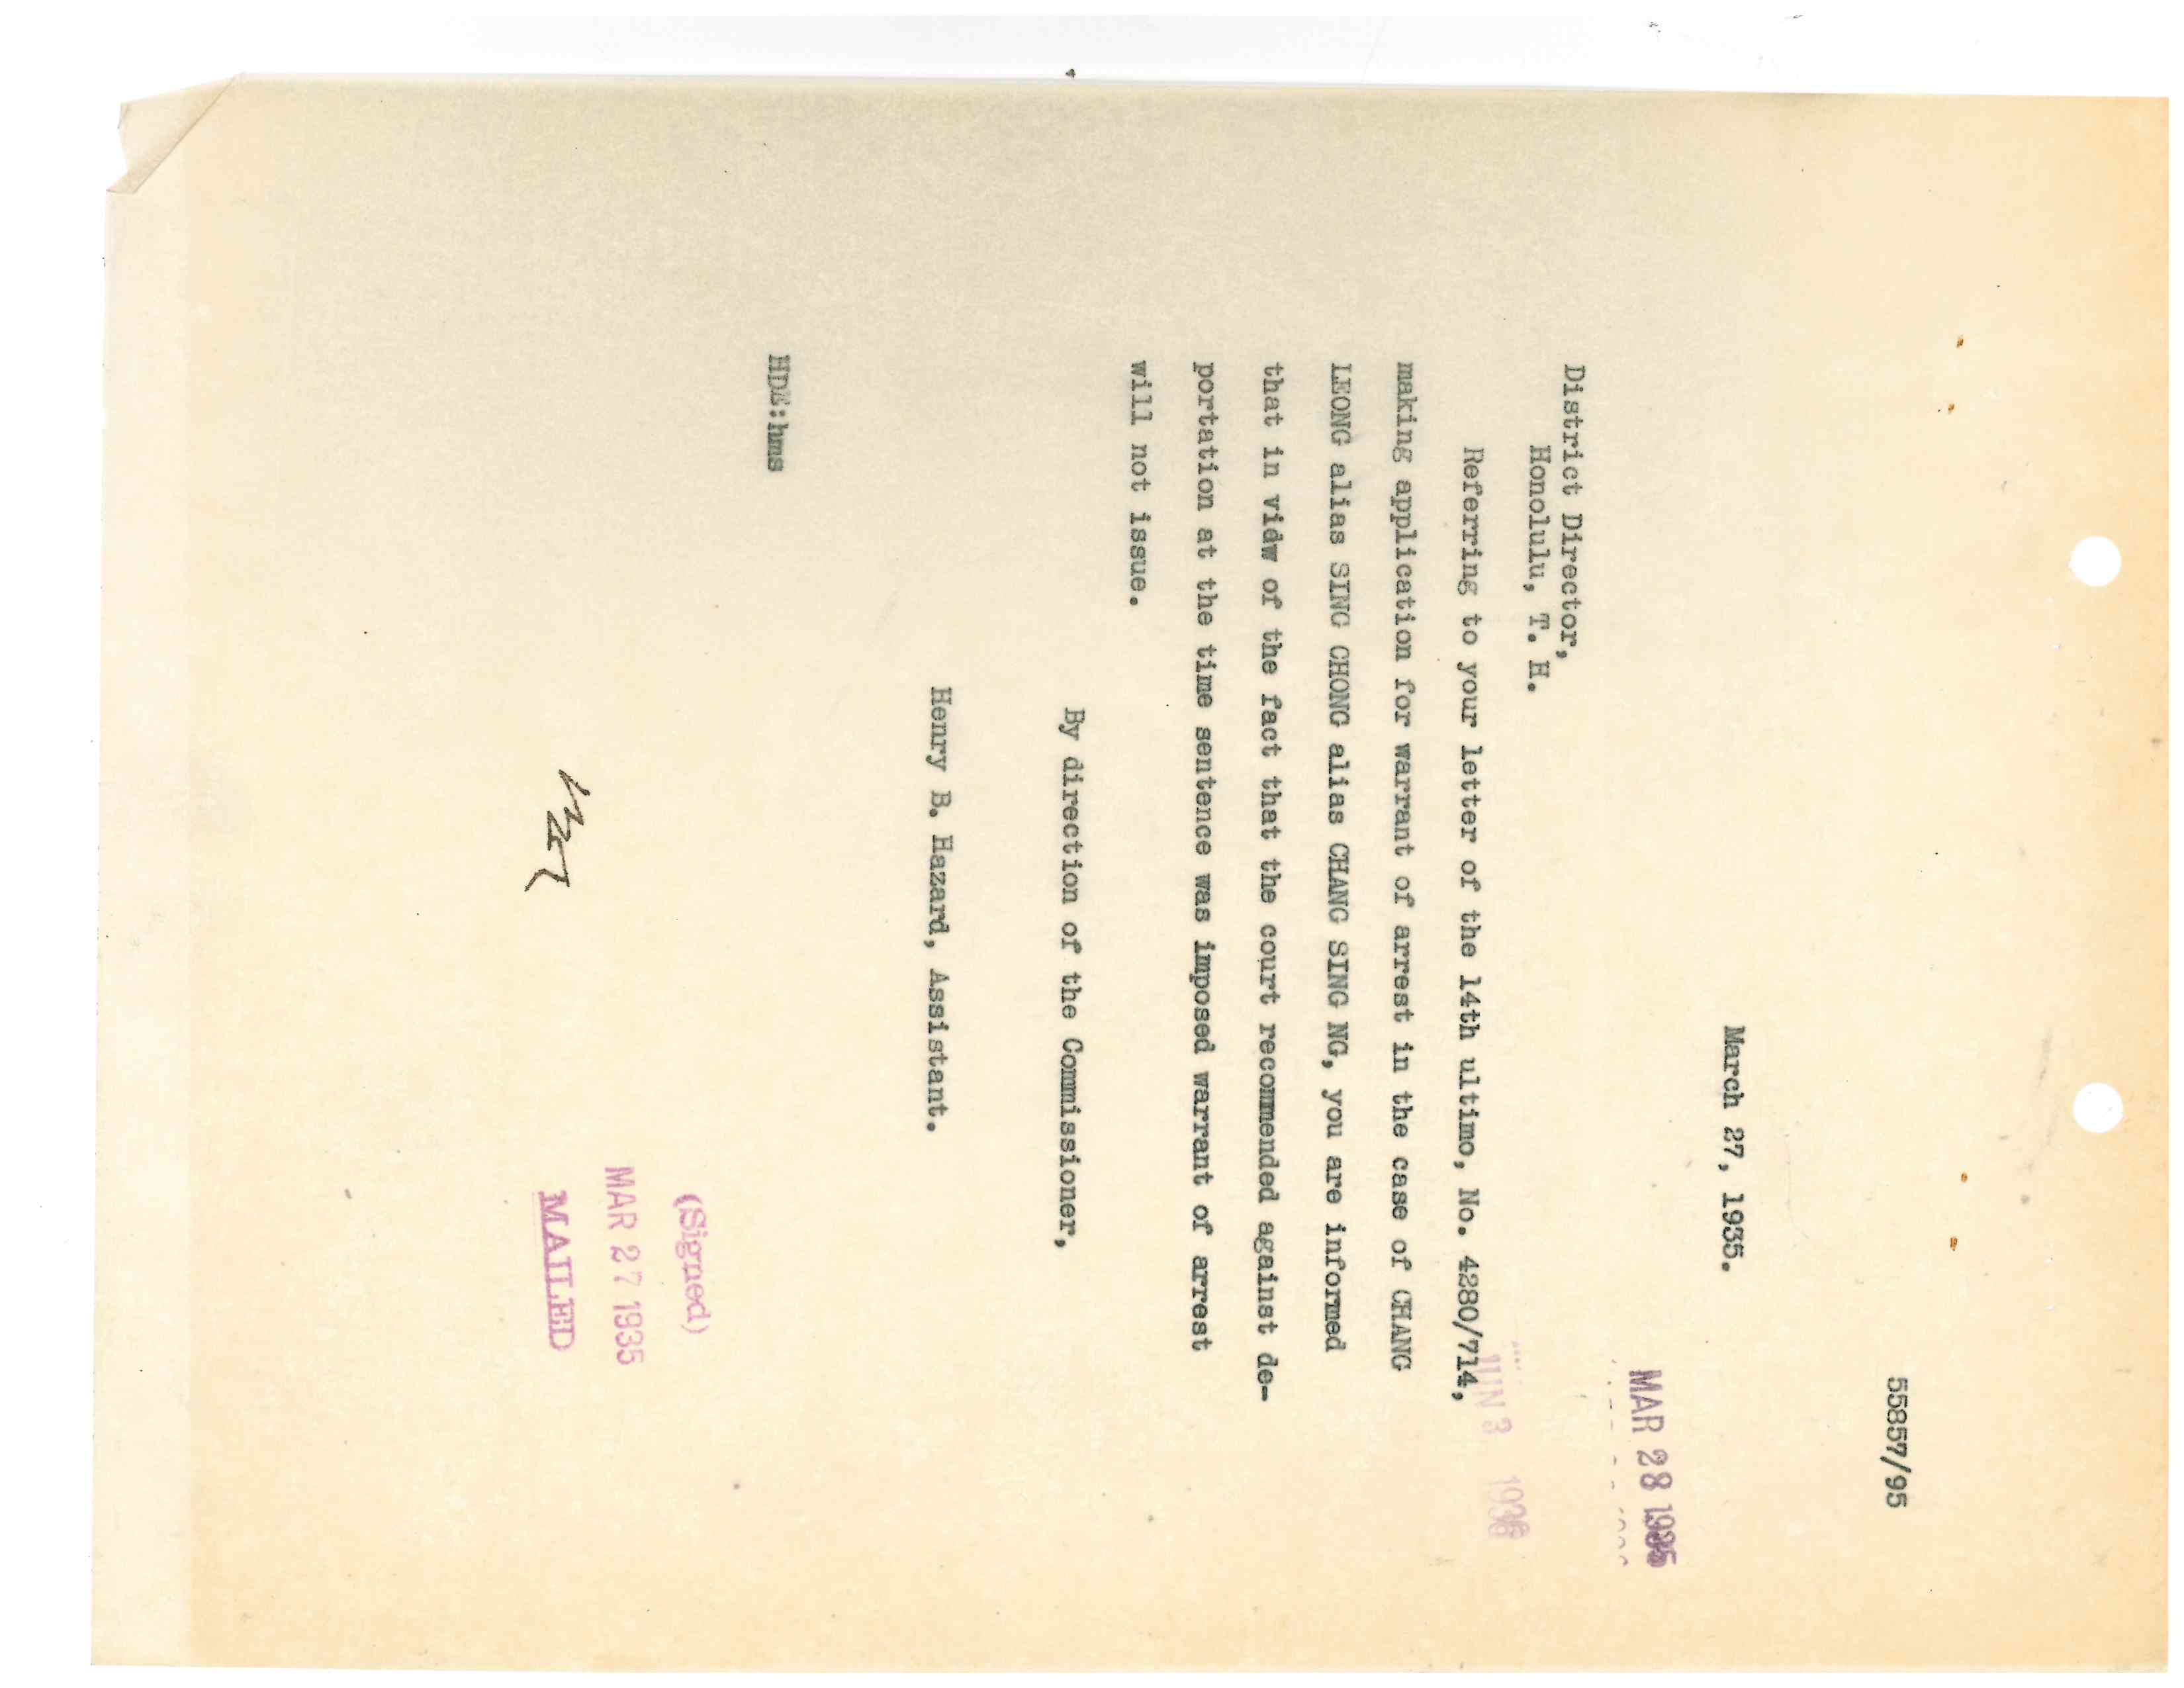 55857/95
March 27, 1935.
MAR 28 1935
District Director,
Honolulu, T. H.
JUN 3 1936
Referring to your letter of the 14th ultimo, No. 4280/714,
making application for warrant of arrest in the case of CHANG
LEONG alias SING CHONG alias CHANG SING NG, you are informed
that in vidw of the fact that the court recommended against de-
portation at the time sentence was imposed warrant of arrest
will not issue.
By direction of the Commissioner,
Henry B. Hazard, Assistant.
HDE:hms
(Signed)
MAR 27 1935
MAILED